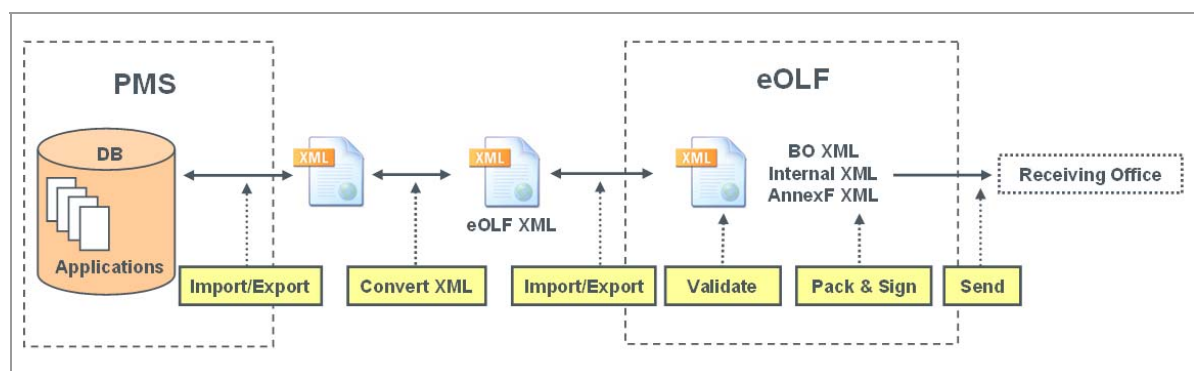 PMS
eOLF
DB
Applications
XML
XML
eOLF XML
XML
BO XML
Internal XML
AnnexF XML
Receiving Office
Import/Export
Convert XML
Import/Export
Validate
Pack & Sign
Send